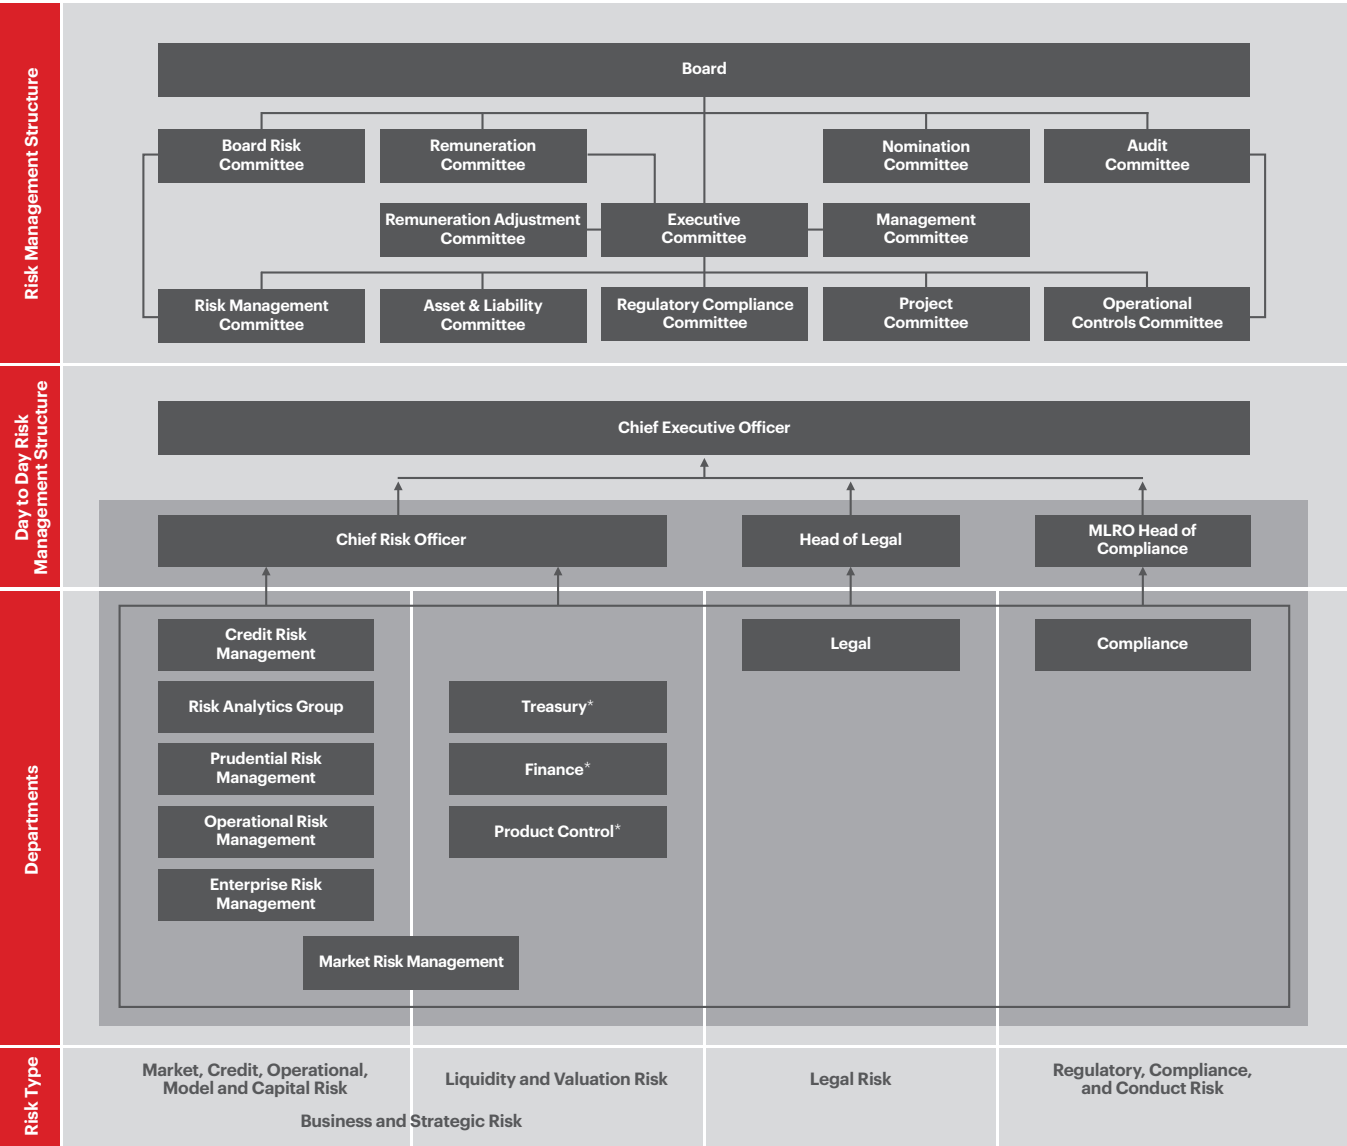 Risk Management Structure
Board
Board Risk
Committee
Remuneration
Committee
Nomination
Committee
Audit
Committee
Remuneration Adjustment
Committee
Executive
Committee
Management
Committee
Risk Management
Committee
Asset & Liability
Committee
Regulatory Compliance
Committee
Project
Committee
Operational
Controls Committee
Day to Day Risk
Management Structure
Chief Executive Officer
Chief Risk Officer
Head of Legal
MLRO Head of
Compliance
Departments
Credit Risk
Management
Risk Analytics Group
Prudential Risk
Management
Operational Risk
Management
Enterprise Risk
Management
Market Risk Management
Treasury*
Finance*
Product Control*
Legal
Compliance
Risk Type
Market, Credit, Operational,
Model and Capital Risk
Liquidity and Valuation Risk
Legal Risk
Regulatory, Compliance,
and Conduct Risk
Business and Strategic Risk